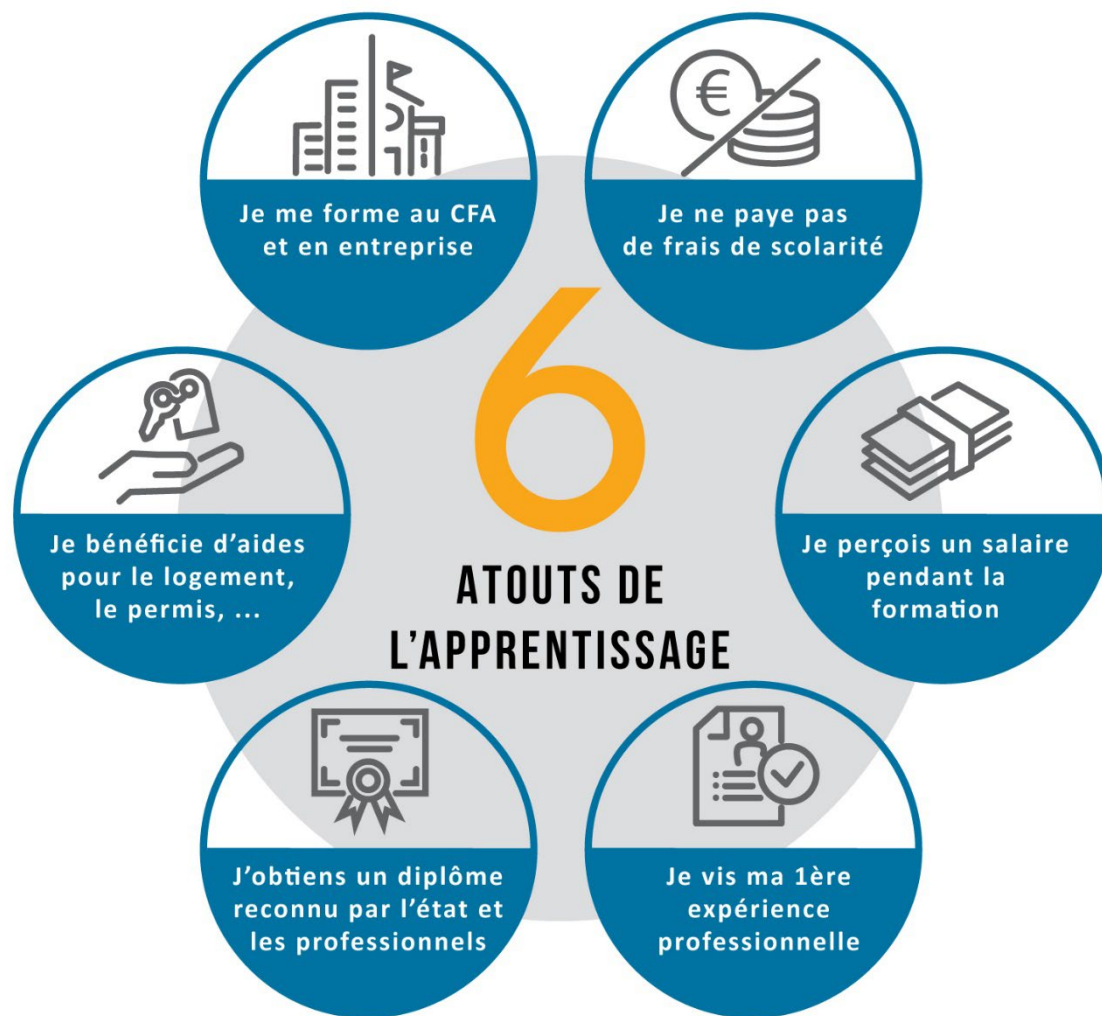 Je me forme au CFA
et en entreprise
Je ne paye pas
de frais de scolarité
6
ATOUTS DE
L'APPRENTISSAGE
Je perçois un salaire
pendant la
formation
Je vis ma 1ère
expérience
professionnelle
J'obtiens un diplôme
reconnu par l'état et
les professionnels
Je bénéficie d'aides
pour le logement,
le permis, ...